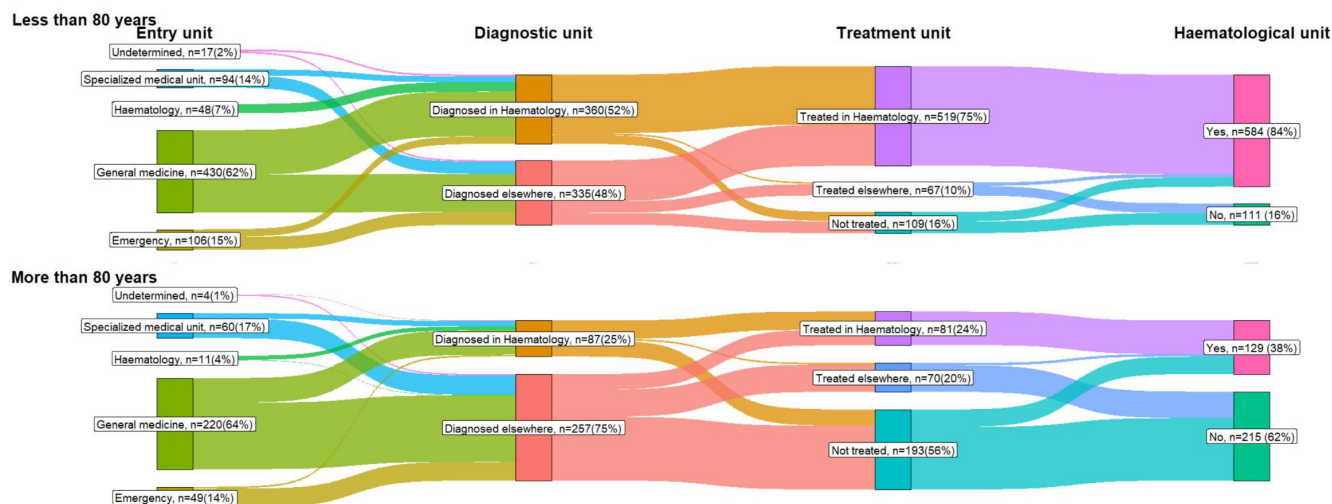 Less than 80 years
Entry unit
Diagnostic unit
Treatment unit
Haematological unit
Undetermined, n=17(2%)
Specialized medical unit, n=94(14%)
Haematology, n=48(7%)
General medicine, n=430(62%)
Emergency, n=106(15%)
Diagnosed in Haematology, n=360(52%)
Diagnosed elsewhere, n=335(48%)
Treated in Haematology, n=519(75%)
Treated elsewhere, n=67(10%)
Not treated, n=109(16%)
Yes, n=584 (84%)
No, n=111 (16%)
More than 80 years
Undetermined, n=4(1%)
Specialized medical unit, n=60(17%)
Haematology, n=11(4%)
General medicine, n=220(64%)
Emergency, n=49(14%)
Diagnosed in Haematology, n=87(25%)
Diagnosed elsewhere, n=257(75%)
Treated in Haematology, n=81(24%)
Treated elsewhere, n=70(20%)
Not treated, n=193(56%)
Yes, n=129 (38%)
No, n=215 (62%)